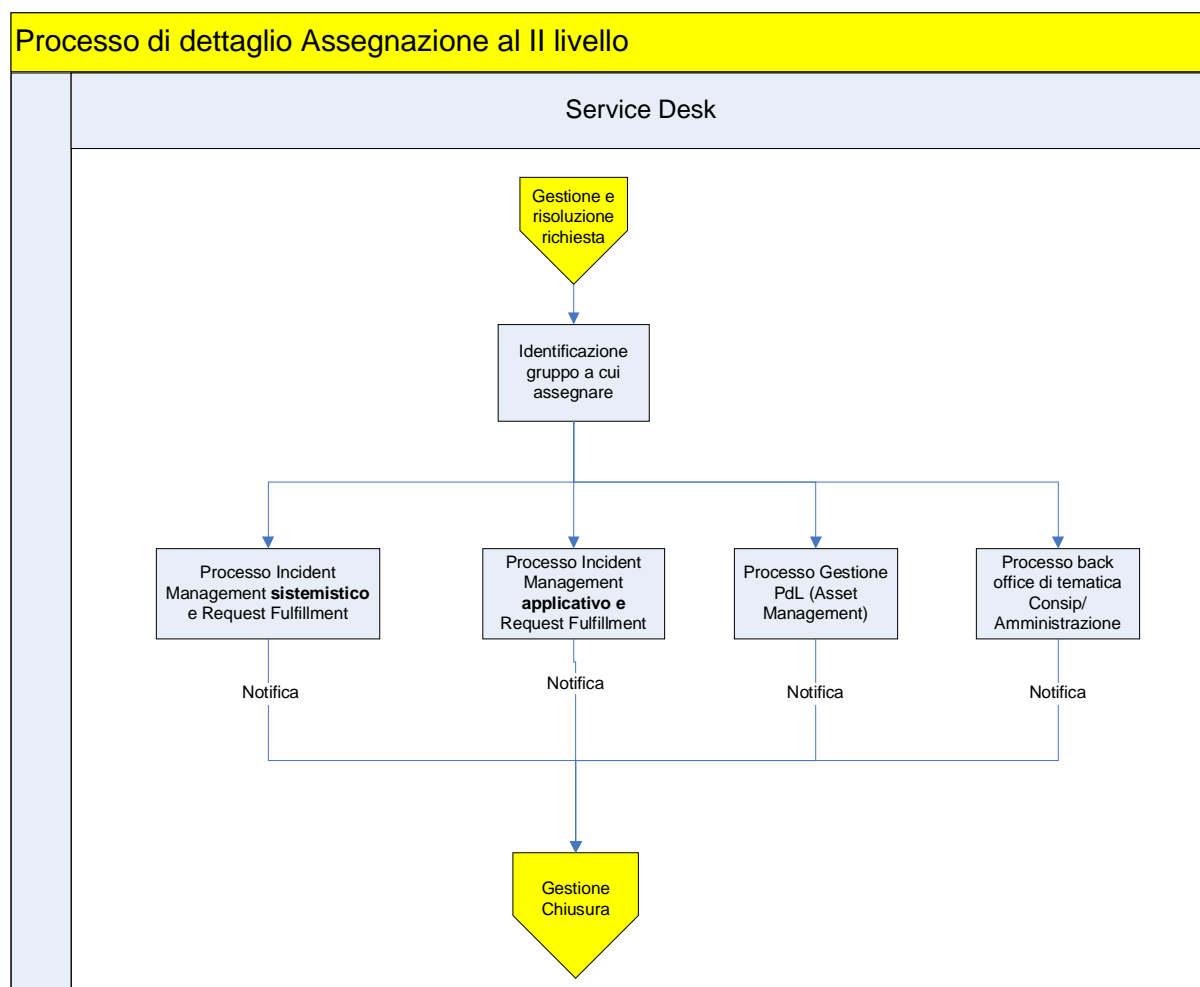 Processo di dettaglio Assegnazione al II livello
Service Desk
Gestione e
risoluzione
richiesta
Identificazione
gruppo a cui
assegnare
Processo Incident
Management sistemistico
e Request Fulfillment
Processo Incident
Management
applicativo e
Request Fulfillment
Processo Gestione
PdL (Asset
Management)
Processo back
office di tematica
Consip/
Amministrazione
Notifica
Notifica
Notifica
Notifica
Gestione
Chiusura